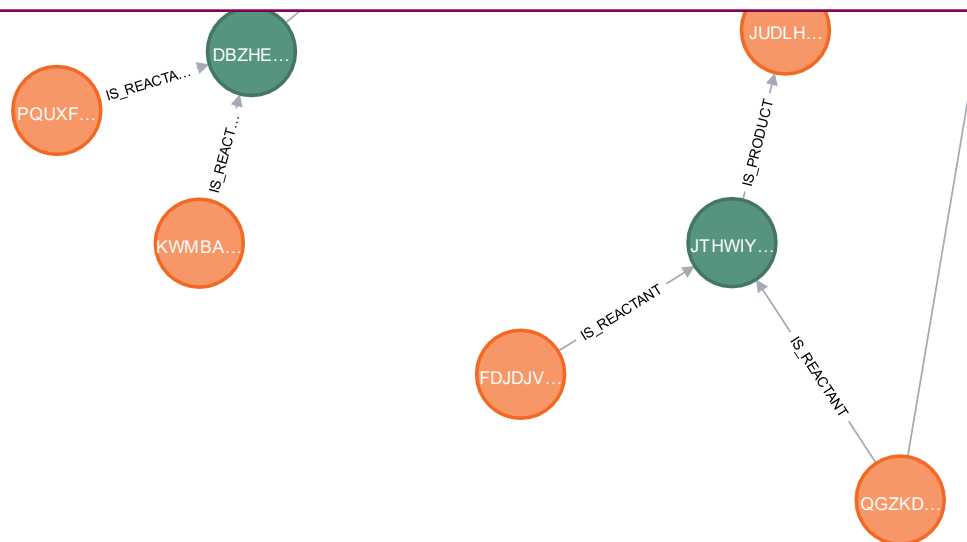 DBZHE…
JUDLH…
IS_REACTA…
PQUXF…
IS_REACT…
IS_PRODUCT
KWMBA…
JTHWIY…
IS_REACTANT
FDJDJV…
IS_REACTANT
QGZKD…